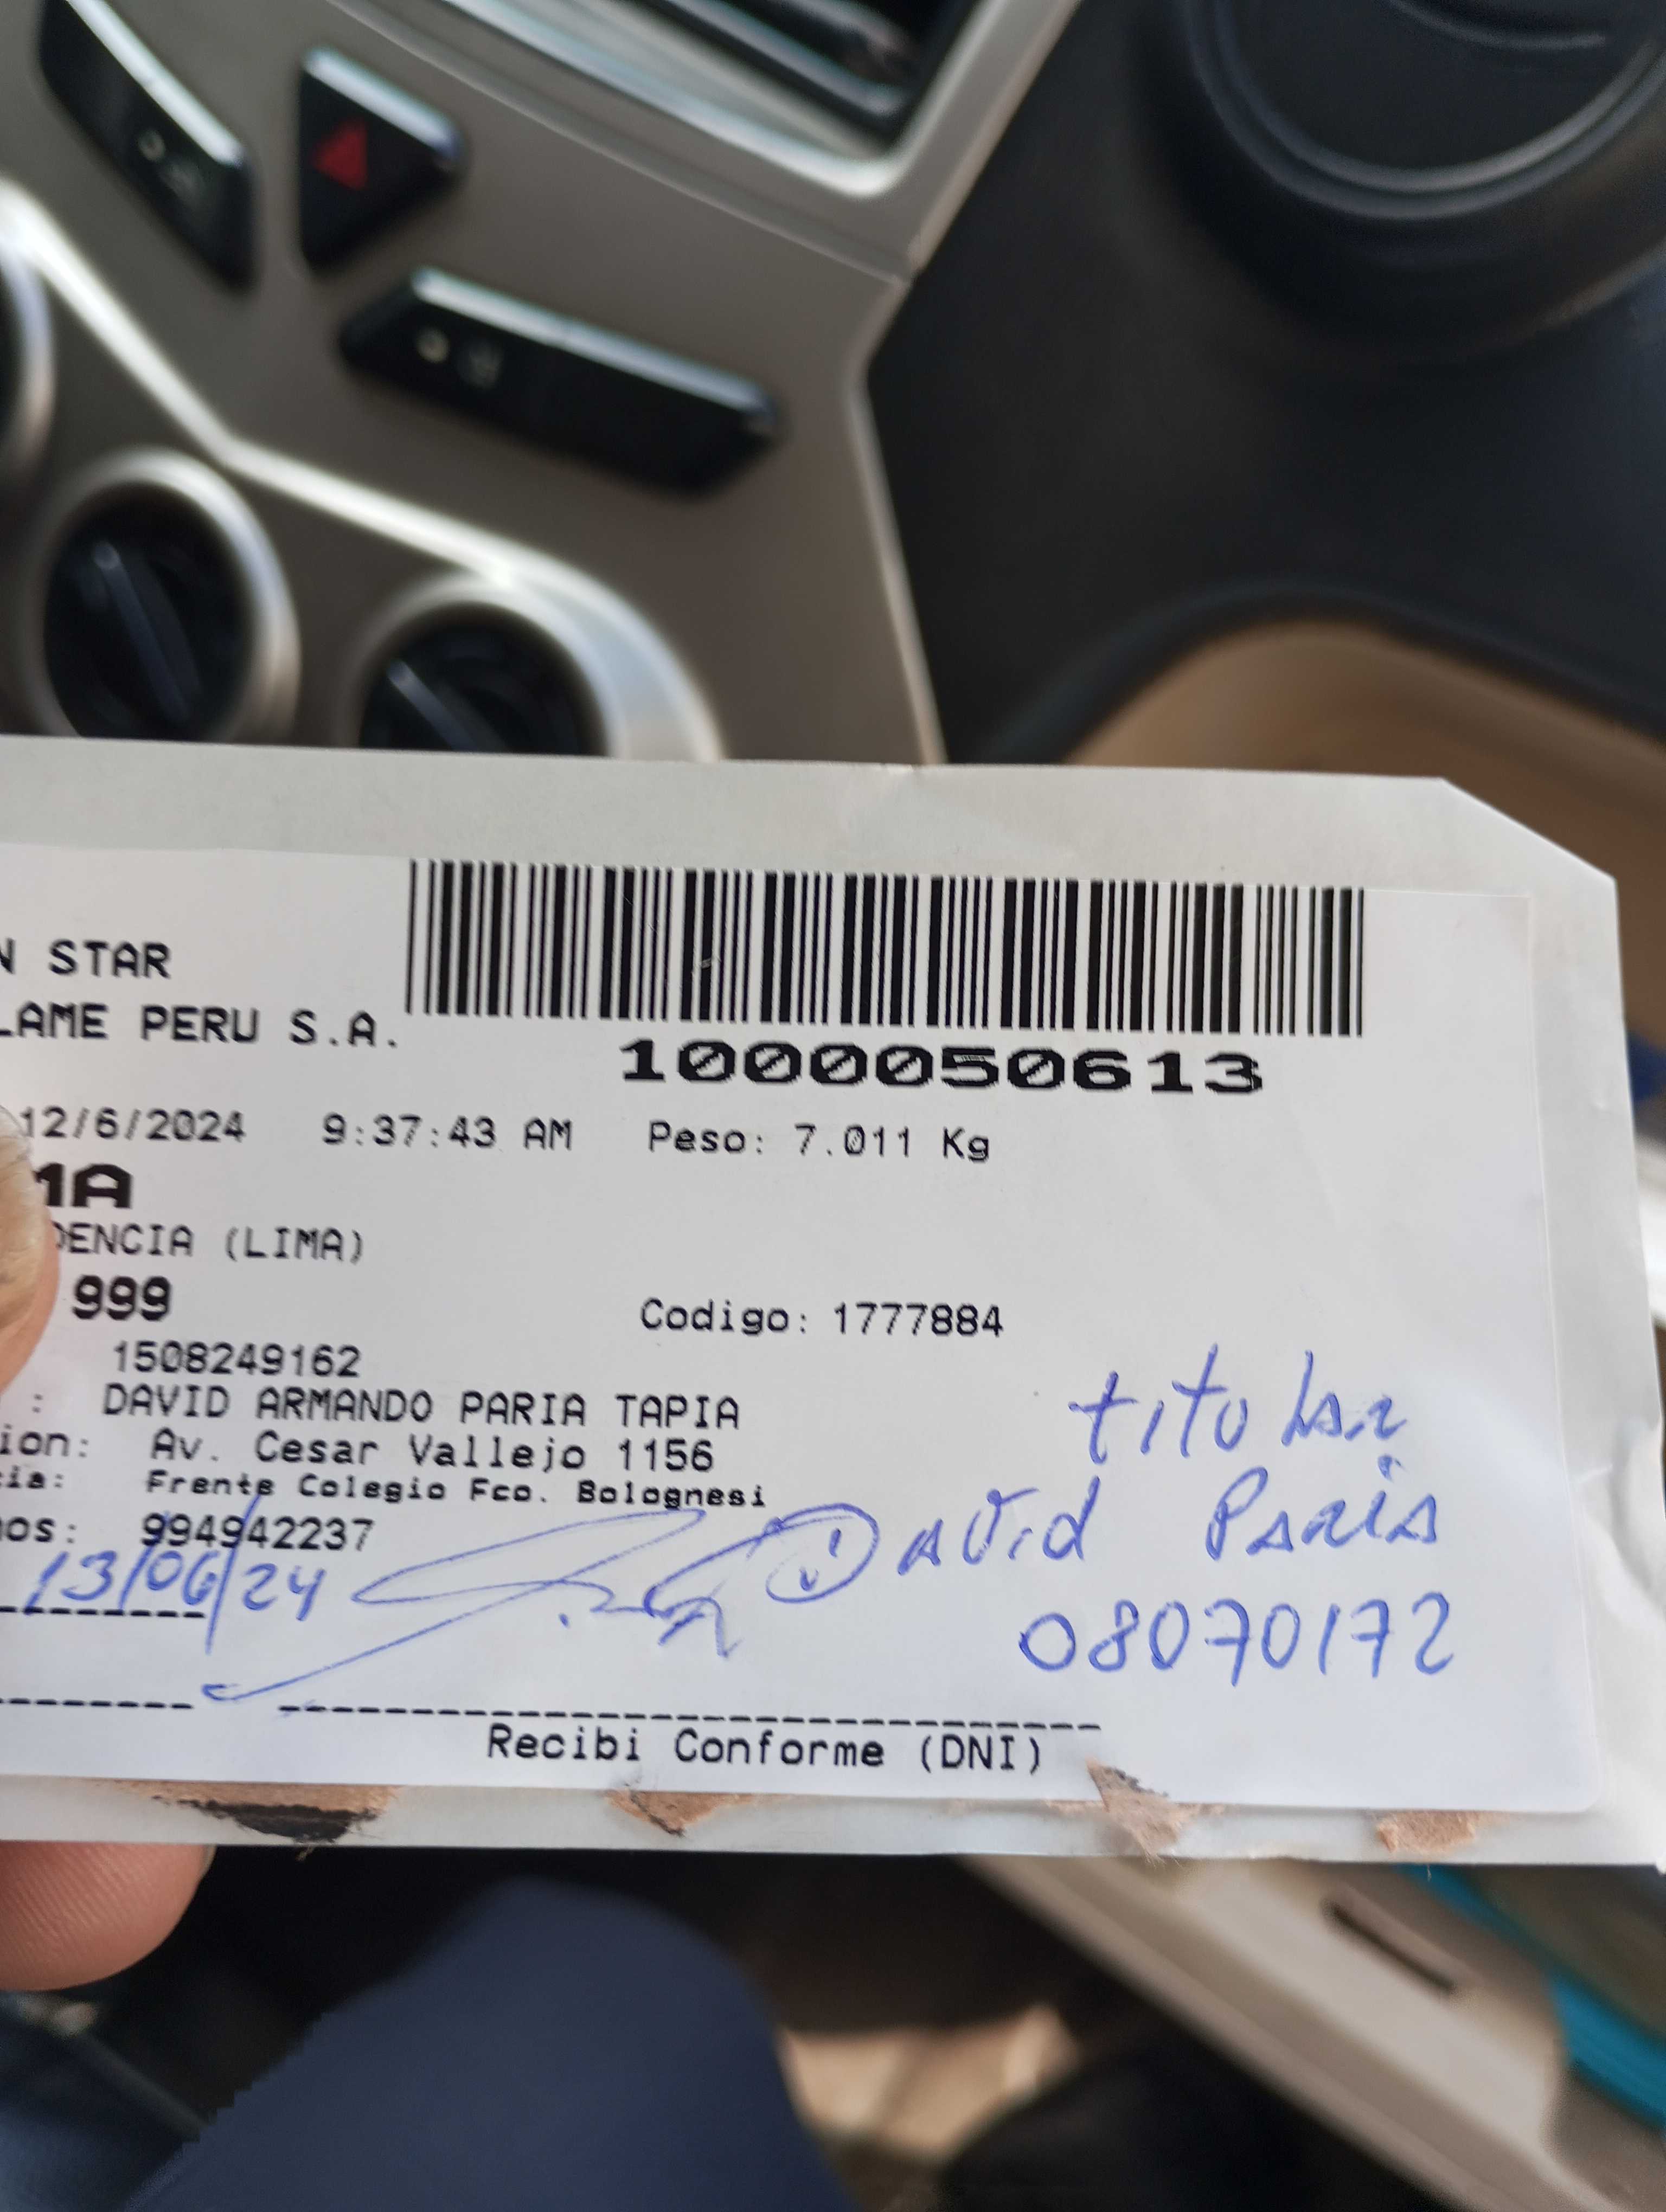 N STAR
LAME PERU S.A.
1000050613
12/6/2024 9:37:43 AM Peso: 7.011 Kg
MA
DENCIA (LIMA)
999
Codigo: 1777884
1508249162
: DAVID ARMANDO PARIA TAPIA
ion: Av. Cesar Vallejo 1156
cia: Frente Colegio Fco. Bolognesi
nos: 994942237
titular
David Paria
13/06/24
08070172
Recibi Conforme (DNI)